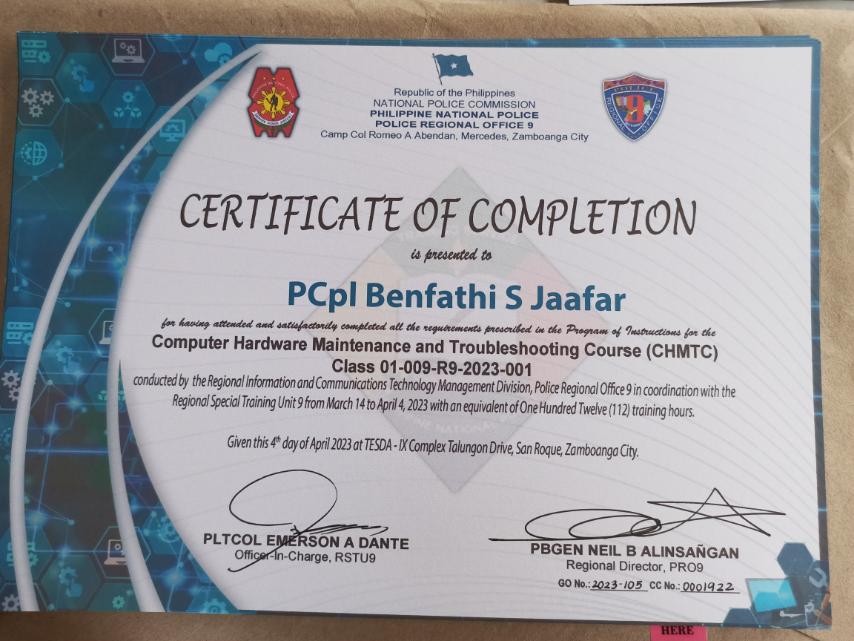 Republic of the Philippines
NATIONAL POLICE COMMISSION
PHILIPPINE NATIONAL POLICE
POLICE REGIONAL OFFICE 9
Camp Col Romeo A Abendan, Mercedes, Zamboanga City
CERTIFICATE OF COMPLETION
is presented to
PCpl Benfathi S Jaafar
for having attended and satisfactorily completed all the requirements prescribed in the Program of Instructions for the
Computer Hardware Maintenance and Troubleshooting Course (CHMTC)
Class 01-009-R9-2023-001
conducted by the Regional Information and Communications Technology Management Division, Police Regional Office 9 in coordination with the
Regional Special Training Unit 9 from March 14 to April 4, 2023 with an equivalent of One Hundred Twelve (112) training hours.
Given this 4th day of April 2023 at TESDA - IX Complex Talungon Drive, San Roque, Zamboanga City.
PLTCOL EMERSON A DANTE
Officer-In-Charge, RSTU9
PBGEN NEIL B ALINSAÑGAN
Regional Director, PRO9
GO No.: 2023-105 CC No.: 0001922
HERE